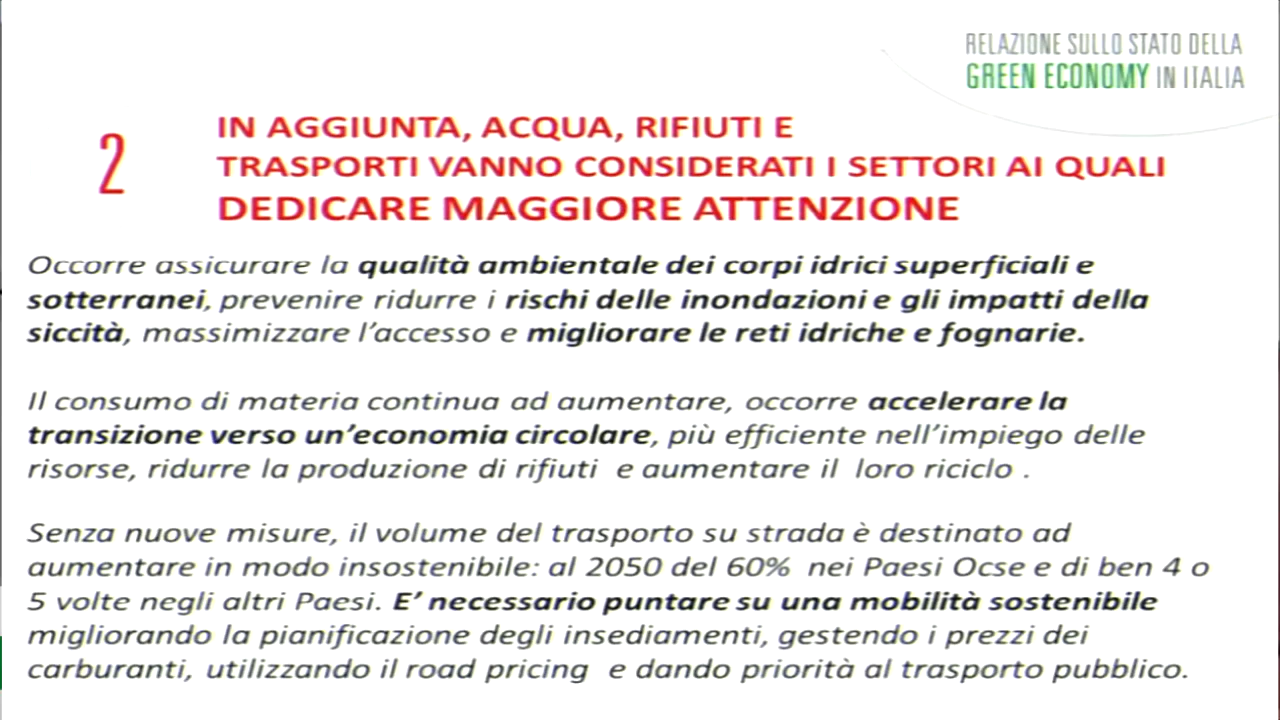 RELAZIONE SULLO STATO DELLA
GREEN ECONOMY IN ITALIA
2
IN AGGIUNTA, ACQUA, RIFIUTI E
TRASPORTI VANNO CONSIDERATI I SETTORI AI QUALI
DEDICARE MAGGIORE ATTENZIONE
Occorre assicurare la qualità ambientale dei corpi idrici superficiali e
sotterranei, prevenire ridurre i rischi delle inondazioni e gli impatti della
siccità, massimizzare l'accesso e migliorare le reti idriche e fognarie.
Il consumo di materia continua ad aumentare, occorre accelerare la
transizione verso un'economia circolare, più efficiente nell'impiego delle
risorse, ridurre la produzione di rifiuti e aumentare il loro riciclo .
Senza nuove misure, il volume del trasporto su strada è destinato ad
aumentare in modo insostenibile: al 2050 del 60% nei Paesi Ocse e di ben 4 o
5 volte negli altri Paesi. E' necessario puntare su una mobilità sostenibile
migliorando la pianificazione degli insediamenti, gestendo i prezzi dei
carburanti, utilizzando il road pricing e dando priorità al trasporto pubblico.